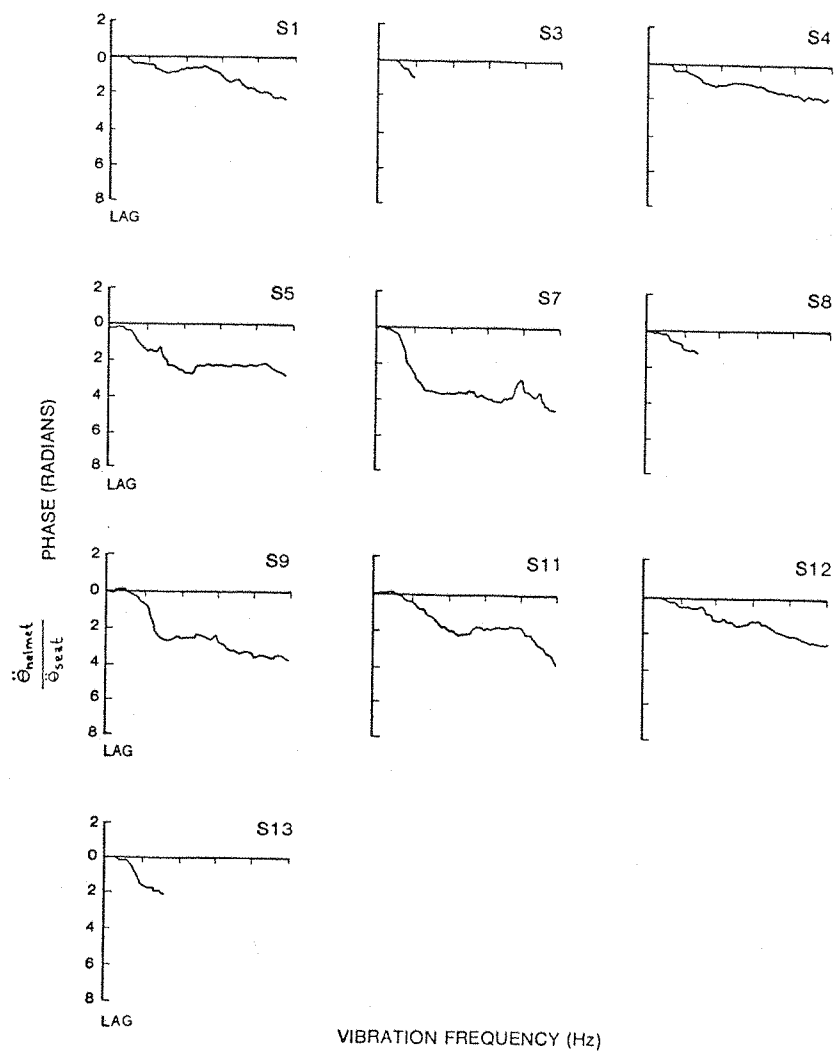 2 S1 S3 S4
0
2
4
6
8
LAG
2 S5 S7 S8
0
2
4
6
8
LAG
PHASE (RADIANS)
2 S9 S11 S12
0
2
4
6
8
LAG
θ̈helmet
θ̈seat
2 S13
0
2
4
6
8
LAG
VIBRATION FREQUENCY (Hz)